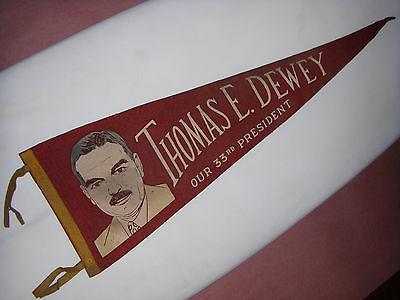 THOMAS E. DEWEY
OUR 33RD PRESIDENT